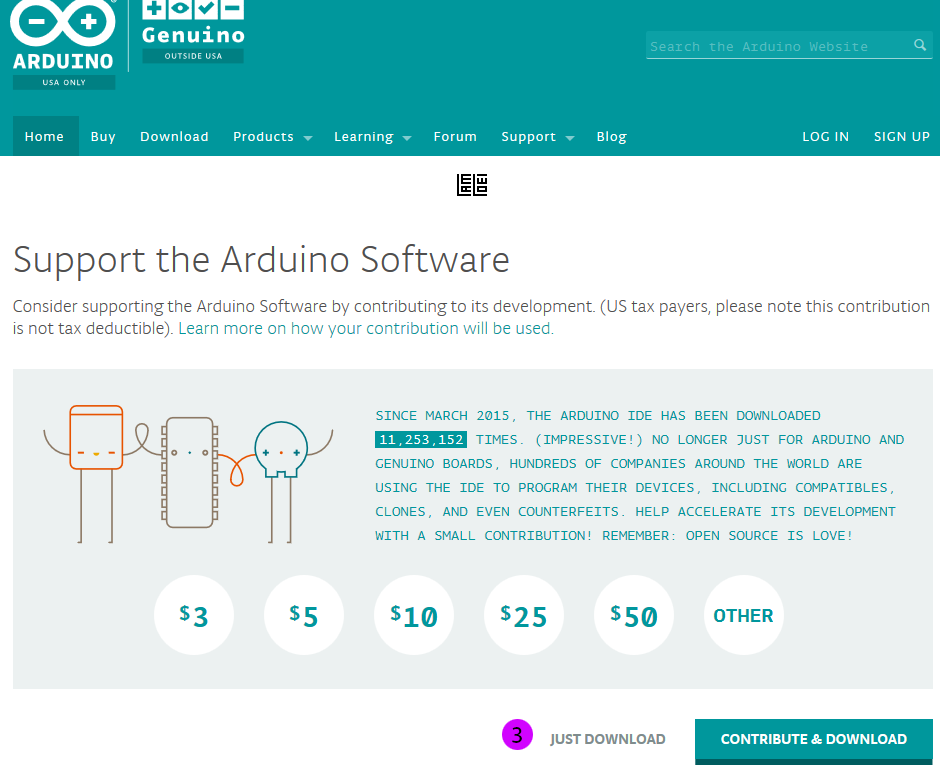 ARDUINO
USA ONLY
Genuino
OUTSIDE USA
Search the Arduino Website
Home Buy Download Products Learning Forum Support Blog LOG IN SIGN UP
Support the Arduino Software
Consider supporting the Arduino Software by contributing to its development. (US tax payers, please note this contribution
is not tax deductible). Learn more on how your contribution will be used.
SINCE MARCH 2015, THE ARDUINO IDE HAS BEEN DOWNLOADED
11,253,152 TIMES. (IMPRESSIVE!) NO LONGER JUST FOR ARDUINO AND
GENUINO BOARDS, HUNDREDS OF COMPANIES AROUND THE WORLD ARE
USING THE IDE TO PROGRAM THEIR DEVICES, INCLUDING COMPATIBLES,
CLONES, AND EVEN COUNTERFEITS. HELP ACCELERATE ITS DEVELOPMENT
WITH A SMALL CONTRIBUTION! REMEMBER: OPEN SOURCE IS LOVE!
$3 $5 $10 $25 $50 OTHER
3 JUST DOWNLOAD CONTRIBUTE & DOWNLOAD